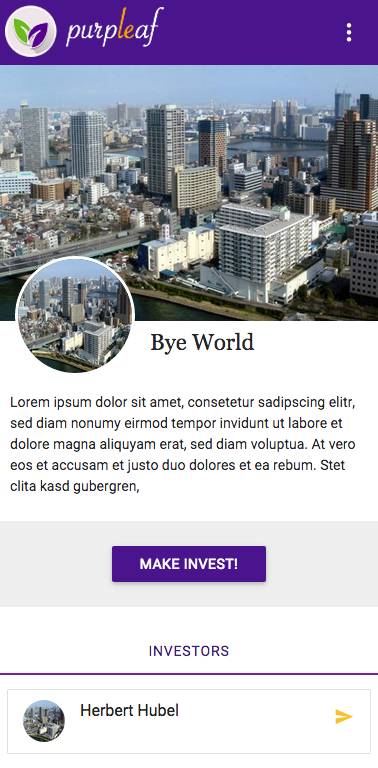 purpleaf
Bye World
Lorem ipsum dolor sit amet, consetetur sadipscing elitr,
sed diam nonumy eirmod tempor invidunt ut labore et
dolore magna aliquyam erat, sed diam voluptua. At vero
eos et accusam et justo duo dolores et ea rebum. Stet
clita kasd gubergren,
MAKE INVEST!
INVESTORS
Herbert Hubel